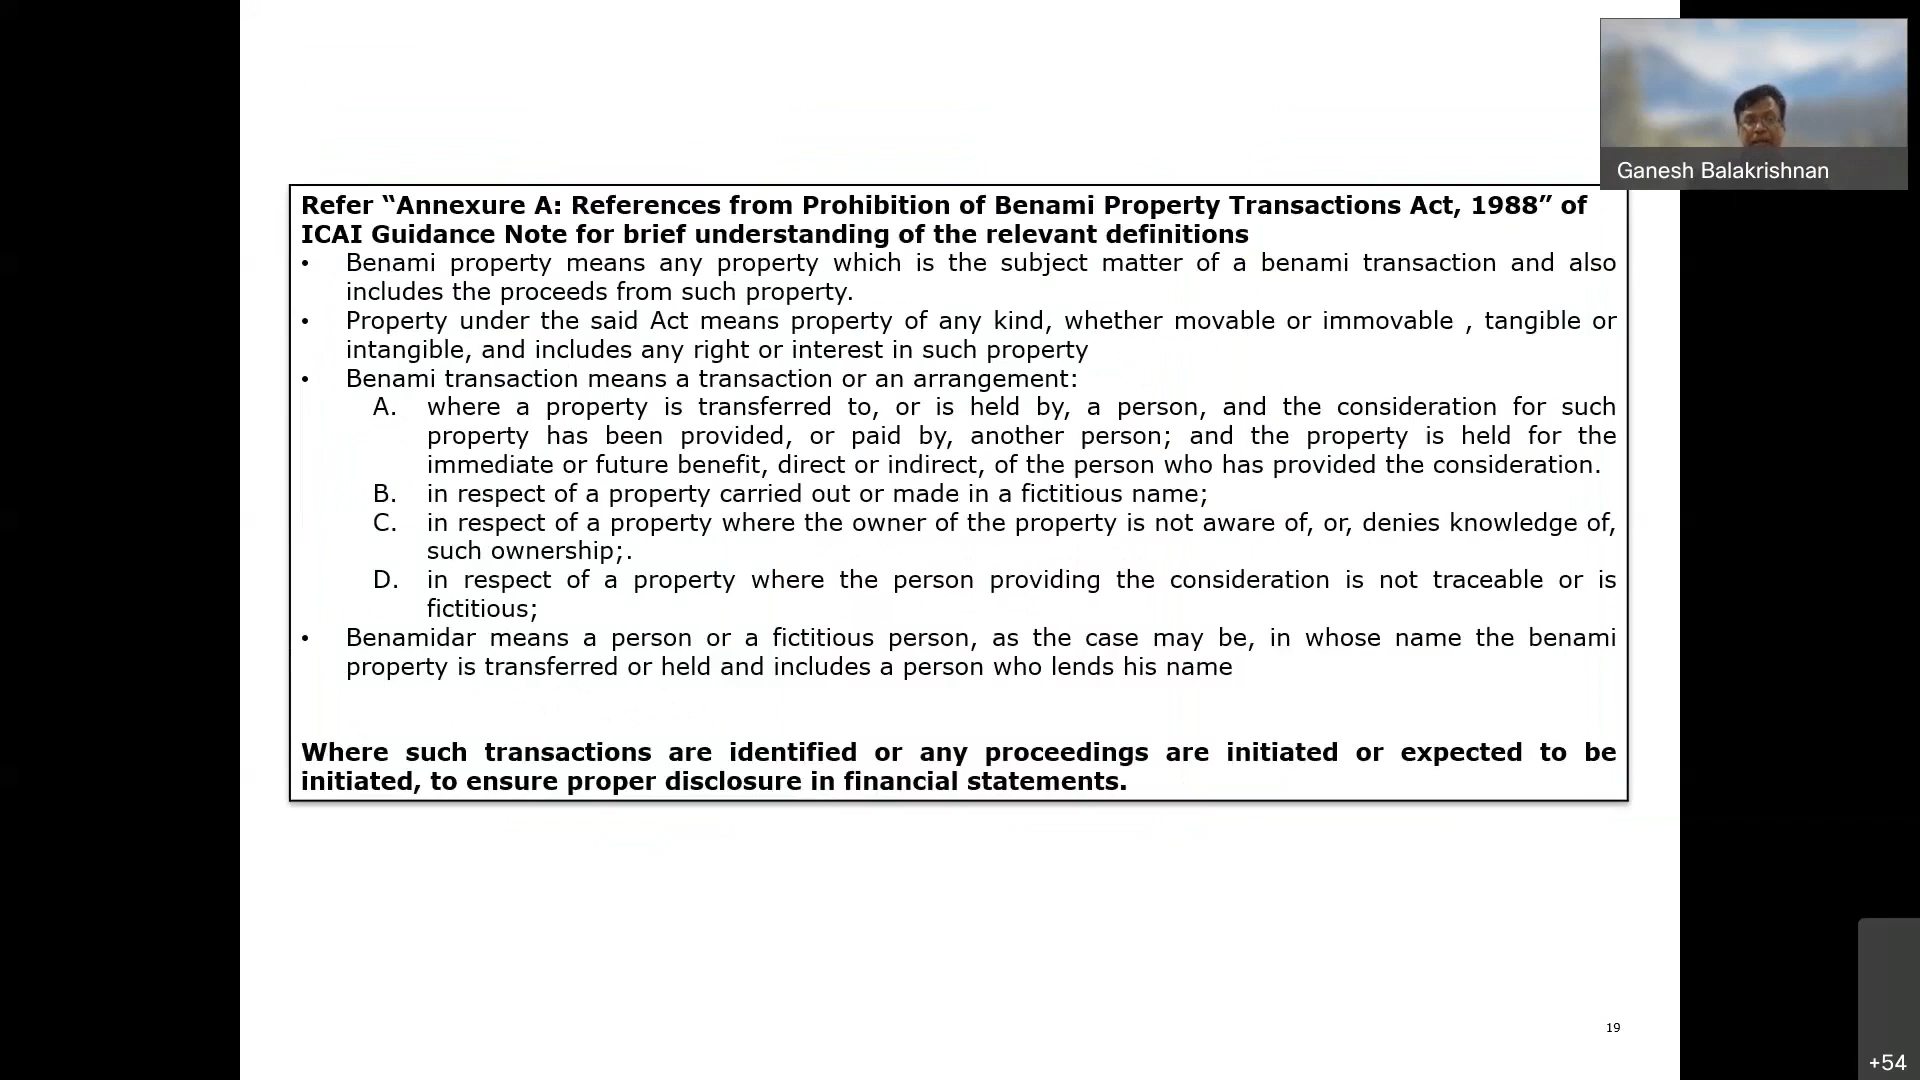 Ganesh Balakrishnan
Refer “Annexure A: References from Prohibition of Benami Property Transactions Act, 1988” of
ICAI Guidance Note for brief understanding of the relevant definitions
• Benami property means any property which is the subject matter of a benami transaction and also
includes the proceeds from such property.
• Property under the said Act means property of any kind, whether movable or immovable , tangible or
intangible, and includes any right or interest in such property
• Benami transaction means a transaction or an arrangement:
A. where a property is transferred to, or is held by, a person, and the consideration for such
property has been provided, or paid by, another person; and the property is held for the
immediate or future benefit, direct or indirect, of the person who has provided the consideration.
B. in respect of a property carried out or made in a fictitious name;
C. in respect of a property where the owner of the property is not aware of, or, denies knowledge of,
such ownership;.
D. in respect of a property where the person providing the consideration is not traceable or is
fictitious;
• Benamidar means a person or a fictitious person, as the case may be, in whose name the benami
property is transferred or held and includes a person who lends his name
Where such transactions are identified or any proceedings are initiated or expected to be
initiated, to ensure proper disclosure in financial statements.
19
+54